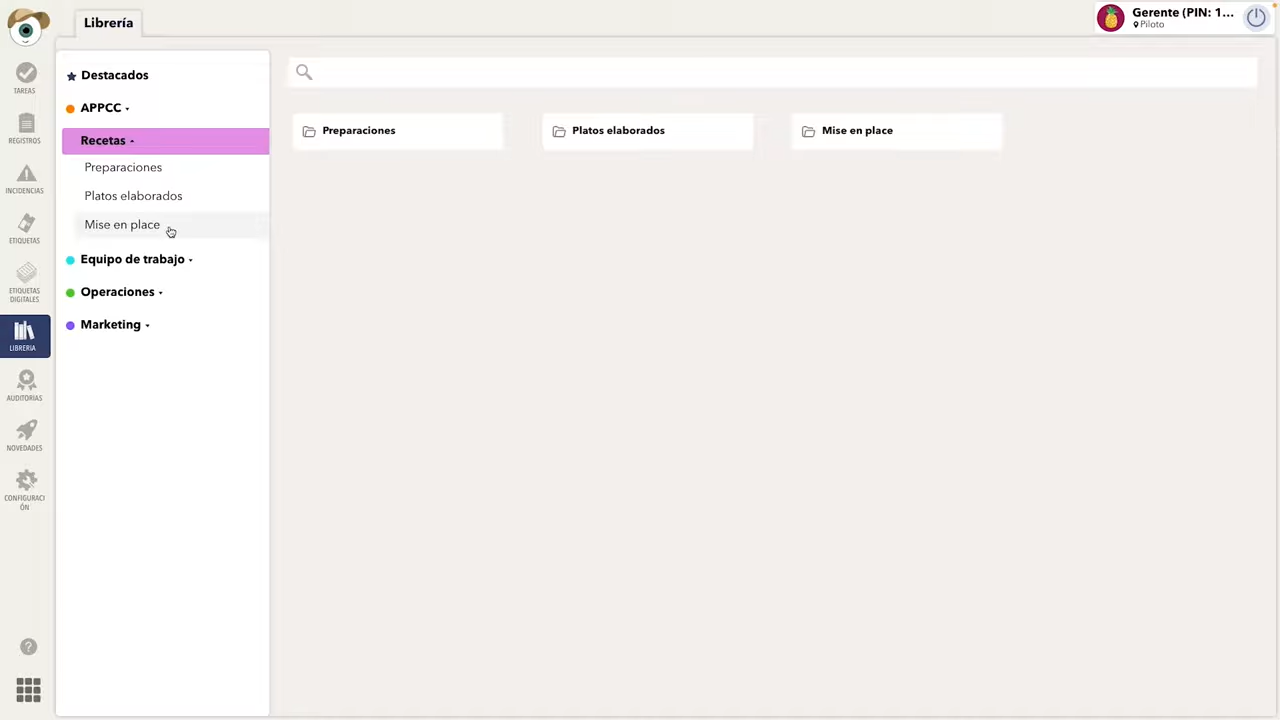 Librería
Gerente (PIN: 1...
Piloto
TAREAS
REGISTROS
INCIDENCIAS
ETIQUETAS
ETIQUETAS
DIGITALES
LIBRERIA
AUDITORIAS
NOVEDADES
CONFIGURACI
ÓN
?
Destacados
APPCC
Recetas
Preparaciones
Platos elaborados
Mise en place
Equipo de trabajo
Operaciones
Marketing
Preparaciones
Platos elaborados
Mise en place